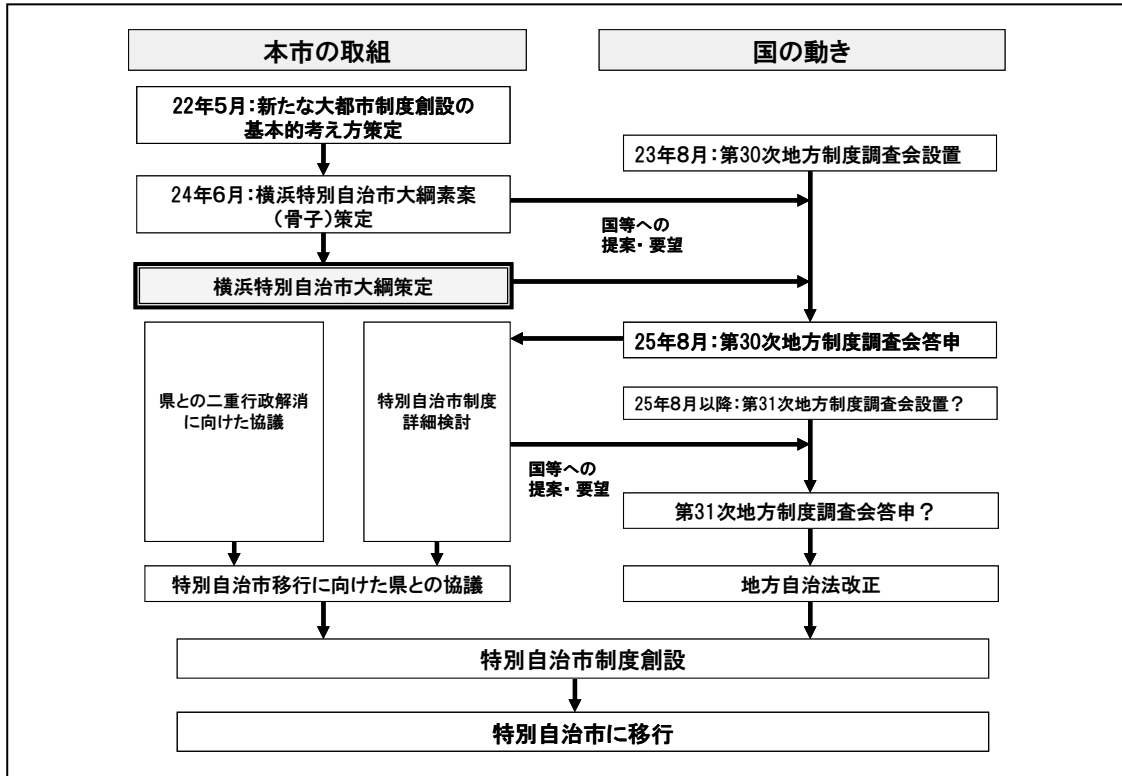 本市の取組
国の動き
22年5月：新たな大都市制度創設の
基本的考え方策定
23年8月：第30次地方制度調査会設置
24年6月：横浜特別自治市大綱素案
（骨子）策定
国等への
提案・要望
横浜特別自治市大綱策定
25年8月：第30次地方制度調査会答申
県との二重行政解消
に向けた協議
特別自治市制度
詳細検討
25年8月以降：第31次地方制度調査会設置？
国等への
提案・要望
第31次地方制度調査会答申？
特別自治市移行に向けた県との協議
地方自治法改正
特別自治市制度創設
特別自治市に移行